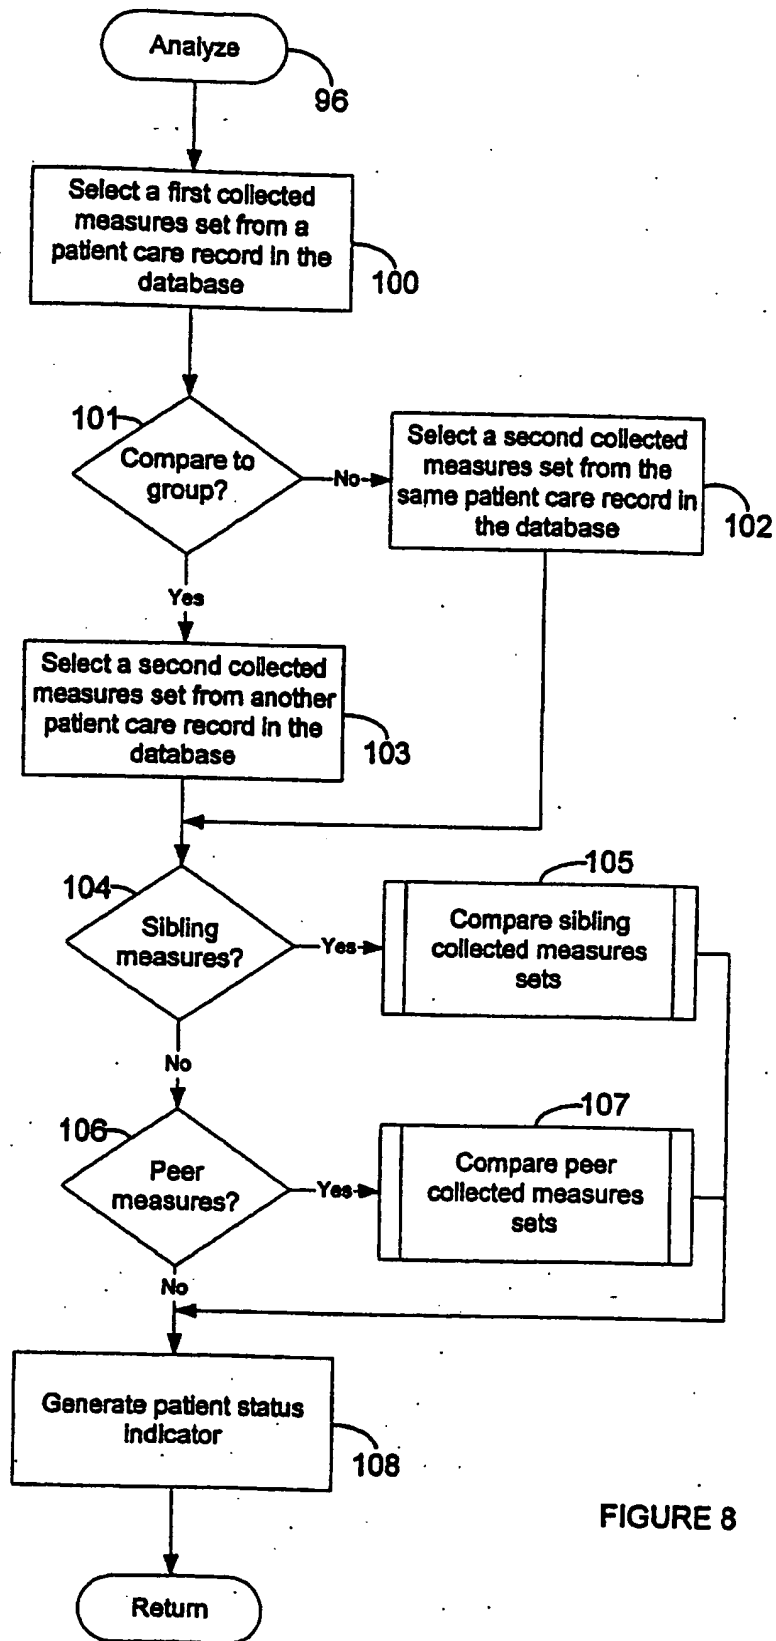 Analyze
96
Select a first collected
measures set from a
patient care record in the
database
100
101
Compare to
group?
No
Select a second collected
measures set from the
same patient care record in
the database
102
Yes
Select a second collected
measures set from another
patient care record in the
database
103
104
Sibling
measures?
Yes
105
Compare sibling
collected measures
sets
No
106
Peer
measures?
Yes
107
Compare peer
collected measures
sets
No
Generate patient status
indicator
108
FIGURE 8
Return